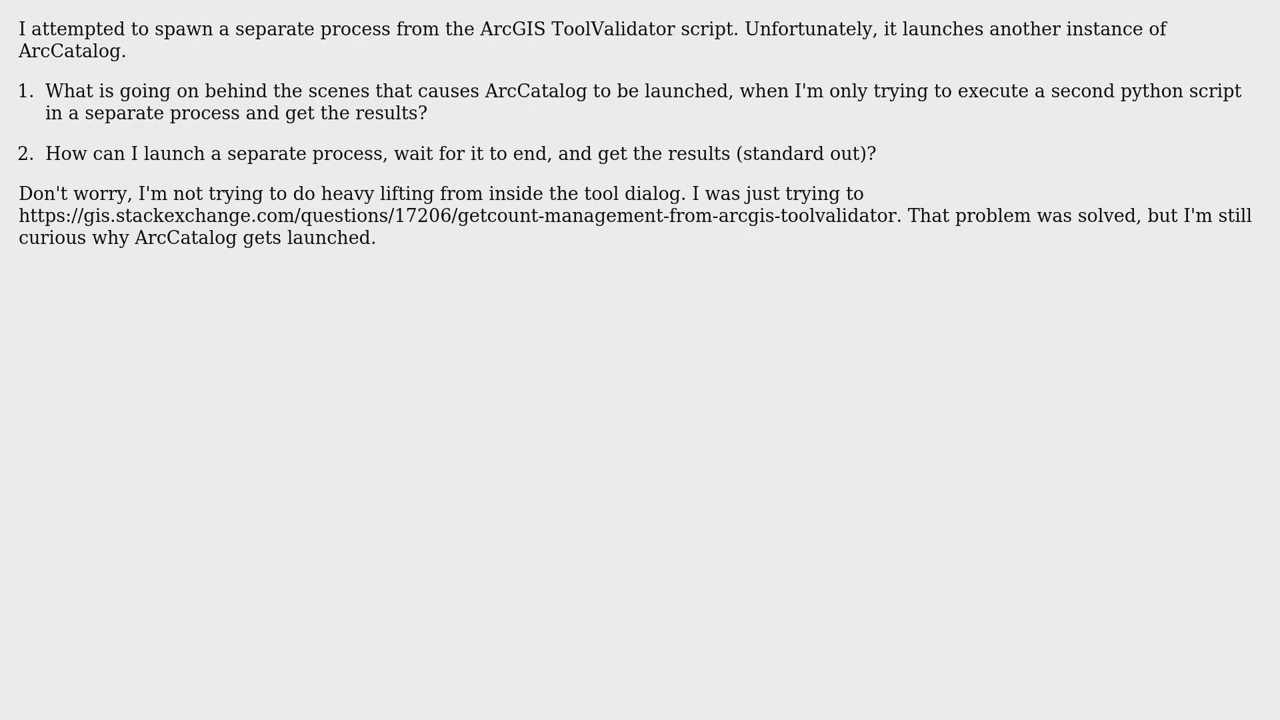 I attempted to spawn a separate process from the ArcGIS ToolValidator script. Unfortunately, it launches another instance of
ArcCatalog.
1. What is going on behind the scenes that causes ArcCatalog to be launched, when I'm only trying to execute a second python script
in a separate process and get the results?
2. How can I launch a separate process, wait for it to end, and get the results (standard out)?
Don't worry, I'm not trying to do heavy lifting from inside the tool dialog. I was just trying to
https://gis.stackexchange.com/questions/17206/getcount-management-from-arcgis-toolvalidator. That problem was solved, but I'm still
curious why ArcCatalog gets launched.